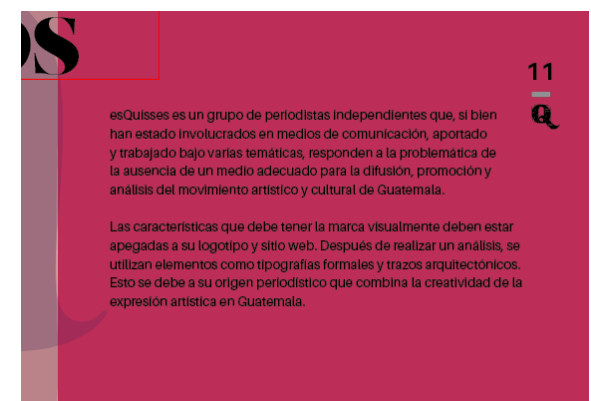 OS
11
Q
esQuisses es un grupo de periodistas independientes que, si bien
han estado involucrados en medios de comunicación, aportado
y trabajado bajo varias temáticas, responden a la problemática de
la ausencia de un medio adecuado para la difusión, promoción y
análisis del movimiento artístico y cultural de Guatemala.
Las características que debe tener la marca visualmente deben estar
apegadas a su logotipo y sitio web. Después de realizar un análisis, se
utilizan elementos como tipografías formales y trazos arquitectónicos.
Esto se debe a su origen periodístico que combina la creatividad de la
expresión artística en Guatemala.